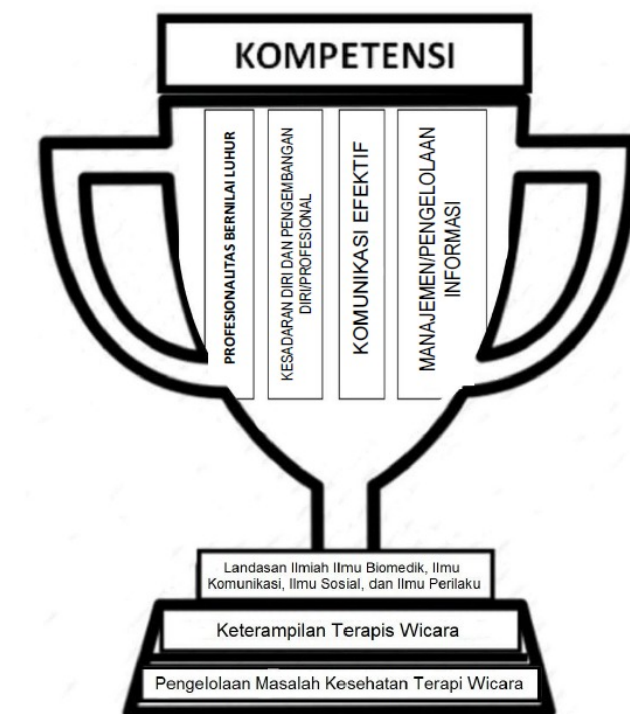 KOMPETENSI
PROFESIONALITAS BERNILAI LUHUR
KESADARAN DIRI DAN PENGEMBANGAN
DIRI/PROFESIONAL
KOMUNIKASI EFEKTIF
MANAJEMEN/PENGELOLAAN
INFORMASI
Landasan Ilmiah Ilmu Biomedik, Ilmu
Komunikasi, Ilmu Sosial, dan Ilmu Perilaku
Keterampilan Terapis Wicara
Pengelolaan Masalah Kesehatan Terapi Wicara